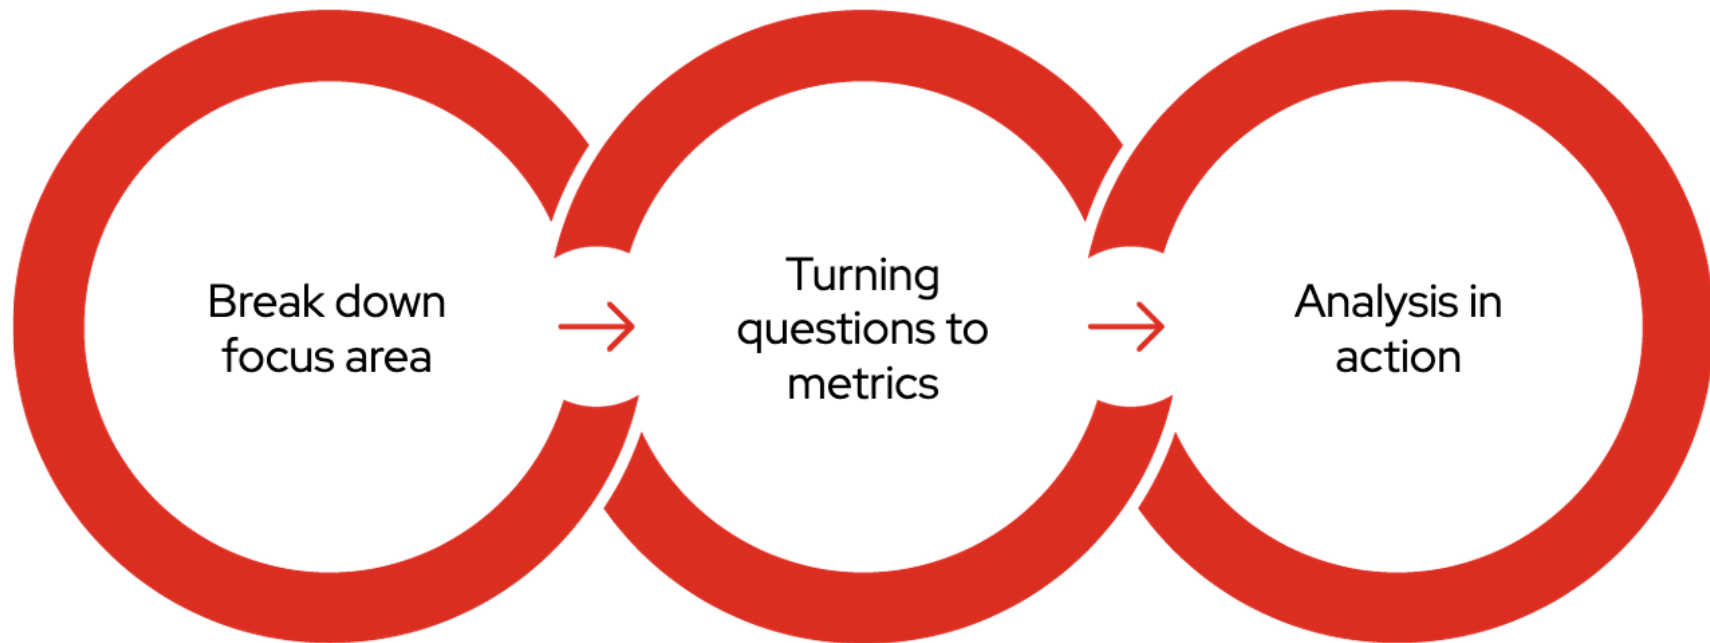 Break down
focus area
Turning
questions to
metrics
Analysis in
action